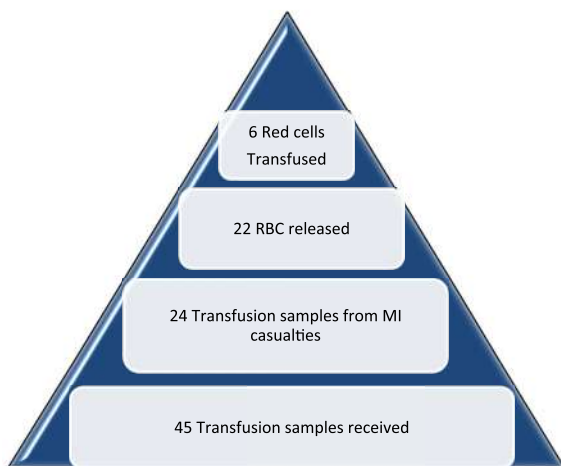 6 Red cells
Transfused
22 RBC released
24 Transfusion samples from MI
casualties
45 Transfusion samples received